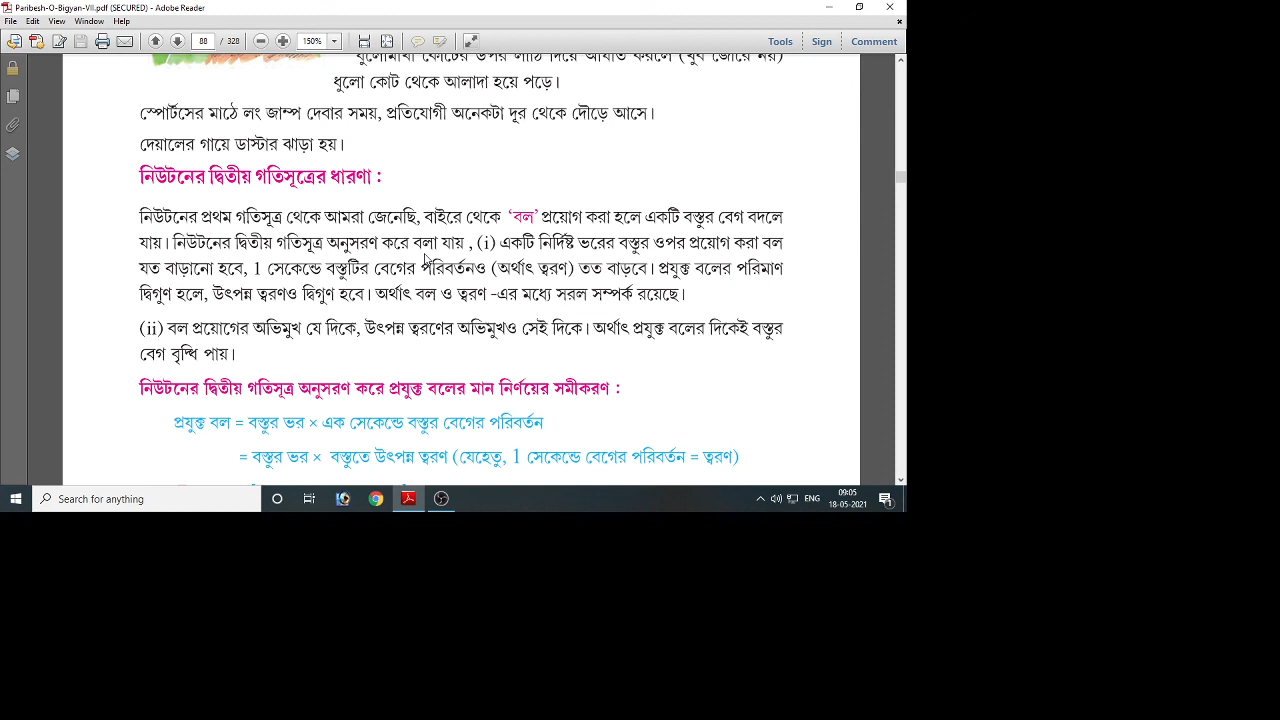 Paribesh-O-Bigyan-VII.pdf (SECURED) - Adobe Reader
File Edit View Window Help
88 / 328 150% Tools Sign Comment
ধুলোমাখা কোটের উপর লাঠি দিয়ে আঘাত করলে (খুব জোরে নয়)
ধুলো কোট থেকে আলাদা হয়ে পড়ে।
স্পোর্টসের মাঠে লং জাম্প দেবার সময়, প্রতিযোগী অনেকটা দূর থেকে দৌড়ে আসে।
দেয়ালের গায়ে ডাস্টার ঝাড়া হয়।
নিউটনের দ্বিতীয় গতিসূত্রের ধারণা :
নিউটনের প্রথম গতিসূত্র থেকে আমরা জেনেছি, বাইরে থেকে ‘বল’ প্রয়োগ করা হলে একটি বস্তুর বেগ বদলে
যায়। নিউটনের দ্বিতীয় গতিসূত্র অনুসরণ করে বলা যায় , (i) একটি নির্দিষ্ট ভরের বস্তুর ওপর প্রয়োগ করা বল
যত বাড়ানো হবে, 1 সেকেন্ডে বস্তুটির বেগের পরিবর্তনও (অর্থাৎ ত্বরণ) তত বাড়বে। প্রযুক্ত বলের পরিমাণ
দ্বিগুণ হলে, উৎপন্ন ত্বরণও দ্বিগুণ হবে। অর্থাৎ বল ও ত্বরণ -এর মধ্যে সরল সম্পর্ক রয়েছে।
(ii) বল প্রয়োগের অভিমুখ যে দিকে, উৎপন্ন ত্বরণের অভিমুখও সেই দিকে। অর্থাৎ প্রযুক্ত বলের দিকেই বস্তুর
বেগ বৃদ্ধি পায়।
নিউটনের দ্বিতীয় গতিসূত্র অনুসরণ করে প্রযুক্ত বলের মান নির্ণয়ের সমীকরণ :
প্রযুক্ত বল = বস্তুর ভর × এক সেকেন্ডে বস্তুর বেগের পরিবর্তন
= বস্তুর ভর × বস্তুতে উৎপন্ন ত্বরণ (যেহেতু, 1 সেকেন্ডে বেগের পরিবর্তন = ত্বরণ)
Search for anything ENG 09:05
18-05-2021